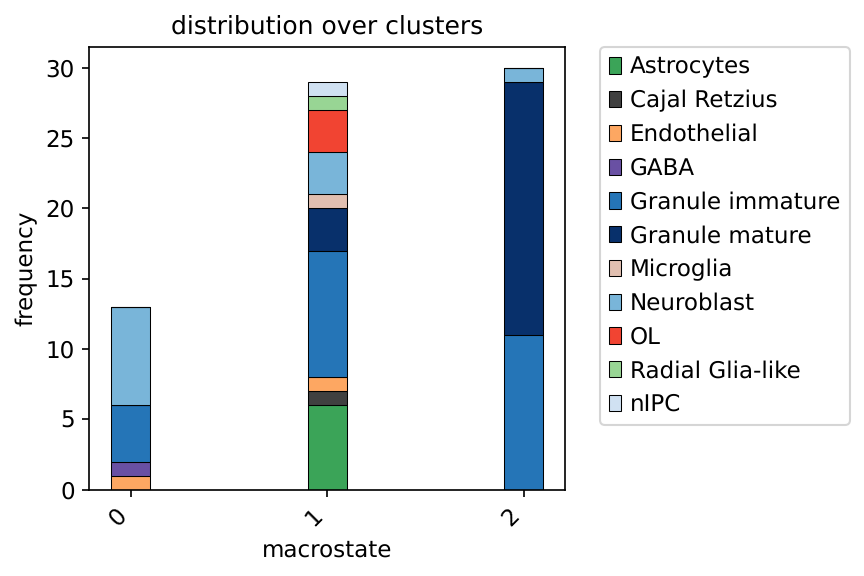 distribution over clusters
30
25
20
15
10
5
0
frequency
0
1
2
macrostate
Astrocytes
Cajal Retzius
Endothelial
GABA
Granule immature
Granule mature
Microglia
Neuroblast
OL
Radial Glia-like
nIPC